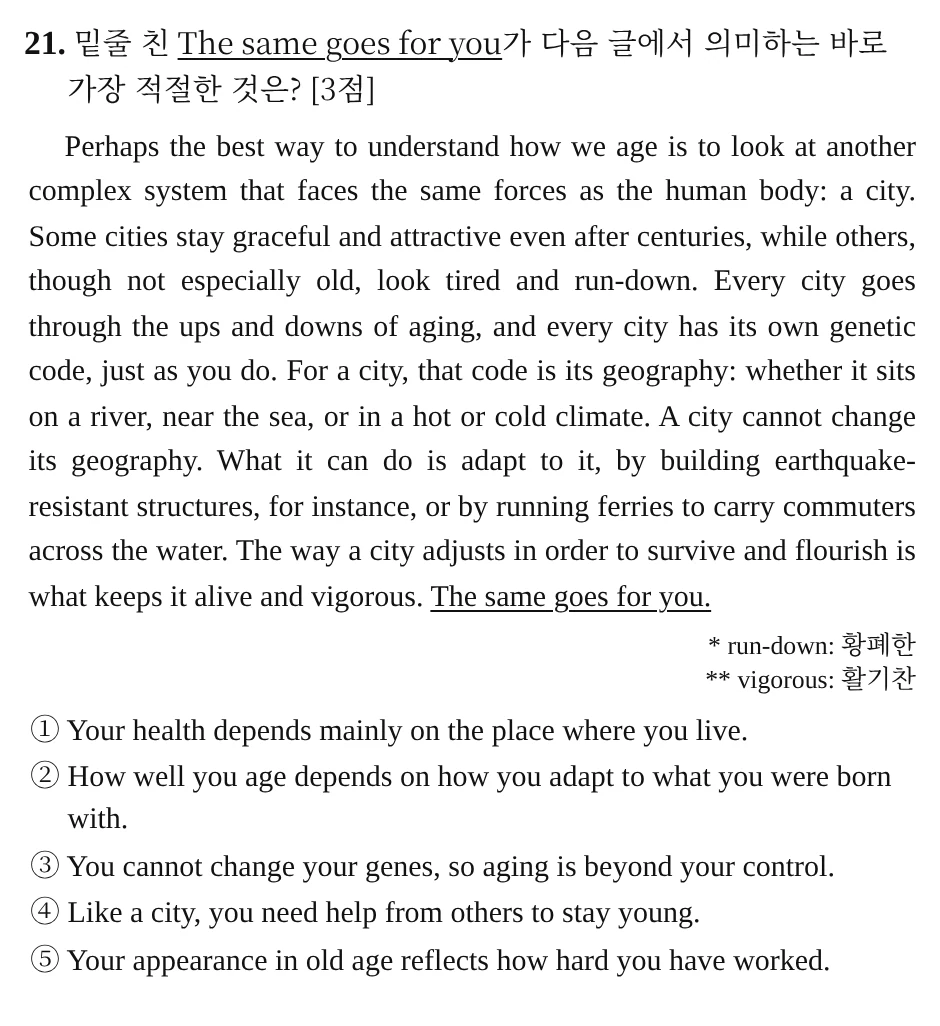 21. 밑줄 친 The same goes for you가 다음 글에서 의미하는 바로
가장 적절한 것은? [3점]
Perhaps the best way to understand how we age is to look at another
complex system that faces the same forces as the human body: a city.
Some cities stay graceful and attractive even after centuries, while others,
though not especially old, look tired and run-down. Every city goes
through the ups and downs of aging, and every city has its own genetic
code, just as you do. For a city, that code is its geography: whether it sits
on a river, near the sea, or in a hot or cold climate. A city cannot change
its geography. What it can do is adapt to it, by building earthquake-
resistant structures, for instance, or by running ferries to carry commuters
across the water. The way a city adjusts in order to survive and flourish is
what keeps it alive and vigorous. The same goes for you.
* run-down: 황폐한
** vigorous: 활기찬
① Your health depends mainly on the place where you live.
② How well you age depends on how you adapt to what you were born
with.
③ You cannot change your genes, so aging is beyond your control.
④ Like a city, you need help from others to stay young.
⑤ Your appearance in old age reflects how hard you have worked.